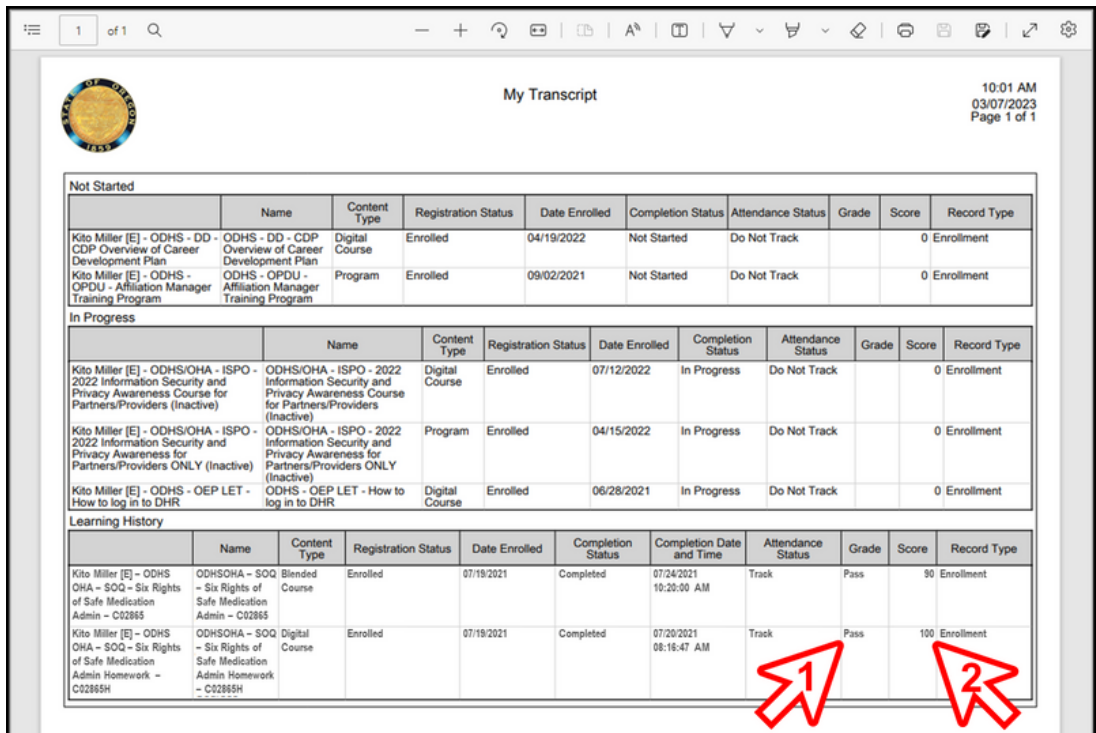 1 of 1
My Transcript
10:01 AM
03/07/2023
Page 1 of 1
STATE OF OREGON
1859
Not Started
Name Content Type Registration Status Date Enrolled Completion Status Attendance Status Grade Score Record Type
Kito Miller [E] - ODHS - DD - CDP Overview of Career Development Plan ODHS - DD - CDP Overview of Career Development Plan Digital Course Enrolled 04/19/2022 Not Started Do Not Track 0 Enrollment
Kito Miller [E] - ODHS - OPDU - Affiliation Manager Training Program ODHS - OPDU - Affiliation Manager Training Program Program Enrolled 09/02/2021 Not Started Do Not Track 0 Enrollment
In Progress
Name Content Type Registration Status Date Enrolled Completion Status Attendance Status Grade Score Record Type
Kito Miller [E] - ODHS/OHA - ISPO - 2022 Information Security and Privacy Awareness Course for Partners/Providers (Inactive) ODHS/OHA - ISPO - 2022 Information Security and Privacy Awareness Course for Partners/Providers (Inactive) Digital Course Enrolled 07/12/2022 In Progress Do Not Track 0 Enrollment
Kito Miller [E] - ODHS/OHA - ISPO - 2022 Information Security and Privacy Awareness for Partners/Providers ONLY (Inactive) ODHS/OHA - ISPO - 2022 Information Security and Privacy Awareness for Partners/Providers ONLY (Inactive) Program Enrolled 04/15/2022 In Progress Do Not Track 0 Enrollment
Kito Miller [E] - ODHS - OEP LET - How to log in to DHR ODHS - OEP LET - How to log in to DHR Digital Course Enrolled 06/28/2021 In Progress Do Not Track 0 Enrollment
Learning History
Name Content Type Registration Status Date Enrolled Completion Status Completion Date and Time Attendance Status Grade Score Record Type
Kito Miller [E] – ODHS OHA – SOQ – Six Rights of Safe Medication Admin – C02865 ODHSOHA – SOQ – Six Rights of Safe Medication Admin – C02865 Blended Course Enrolled 07/19/2021 Completed 07/24/2021 10:20:00 AM Track Pass 90 Enrollment
Kito Miller [E] – ODHS OHA – SOQ – Six Rights of Safe Medication Admin Homework – C02865H ODHSOHA – SOQ – Six Rights of Safe Medication Admin Homework – C02865H Digital Course Enrolled 07/19/2021 Completed 07/20/2021 08:16:47 AM Track Pass 100 Enrollment
1 2